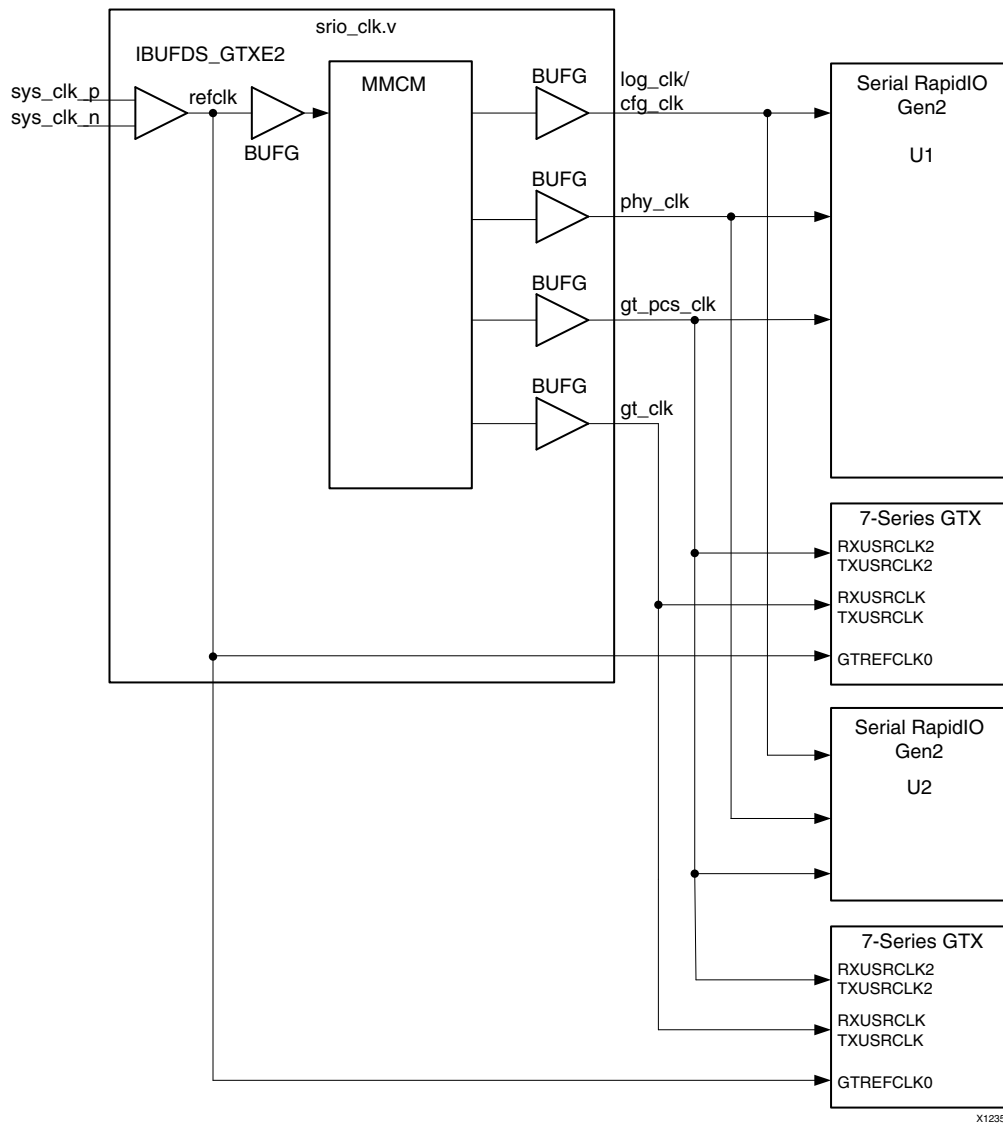 srio_clk.v
IBUFDS_GTXE2
sys_clk_p
sys_clk_n
refclk
BUFG
MMCM
BUFG
log_clk/
cfg_clk
BUFG
phy_clk
BUFG
gt_pcs_clk
BUFG
gt_clk
Serial RapidIO
Gen2
U1
7-Series GTX
RXUSRCLK2
TXUSRCLK2
RXUSRCLK
TXUSRCLK
GTREFCLK0
Serial RapidIO
Gen2
U2
7-Series GTX
RXUSRCLK2
TXUSRCLK2
RXUSRCLK
TXUSRCLK
GTREFCLK0